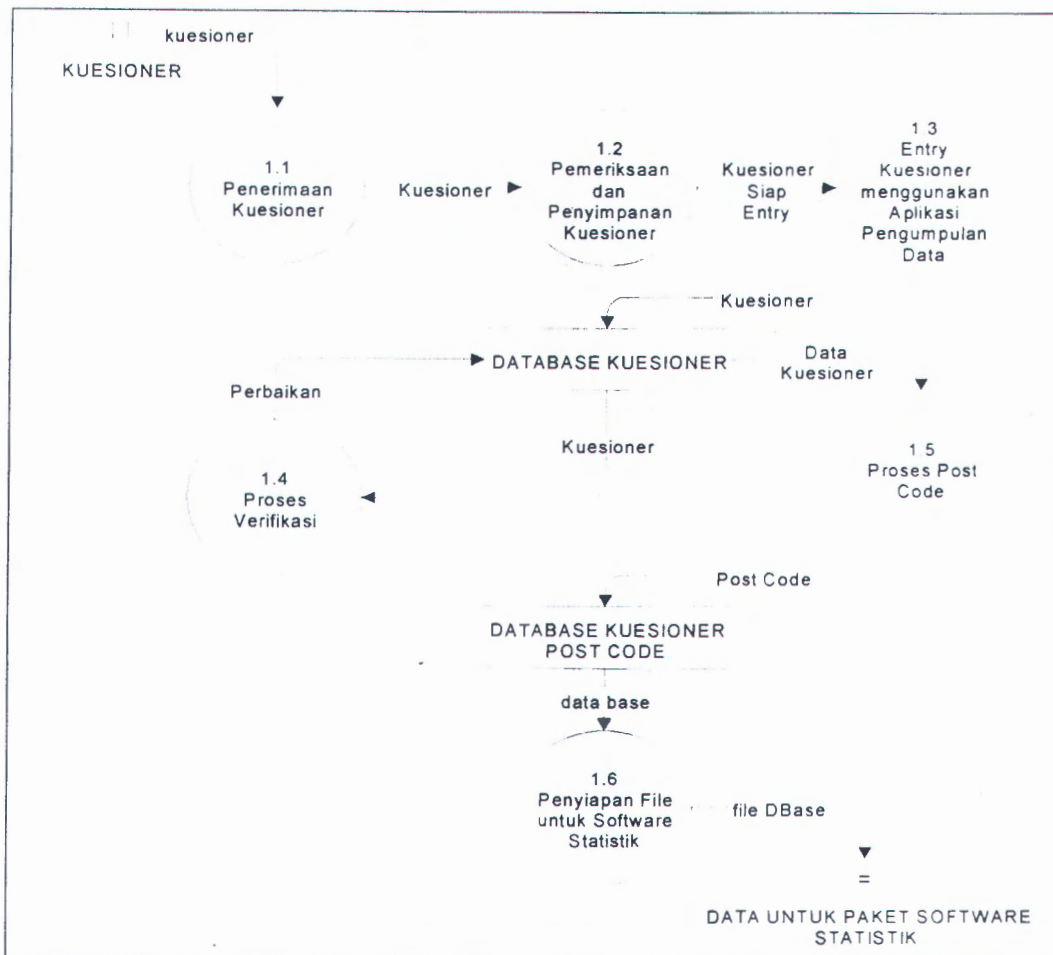 kuesioner
KUESIONER
1.1
Penerimaan
Kuesioner
Kuesioner
1.2
Pemeriksaan
dan
Penyimpanan
Kuesioner
Kuesioner
Siap
Entry
1.3
Entry
Kuesioner
menggunakan
Aplikasi
Pengumpulan
Data
Kuesioner
DATABASE KUESIONER
Data
Kuesioner
Perbaikan
Kuesioner
1.4
Proses
Verifikasi
1.5
Proses Post
Code
Post Code
DATABASE KUESIONER
POST CODE
data base
1.6
Penyiapan File
untuk Software
Statistik
file DBase
DATA UNTUK PAKET SOFTWARE
STATISTIK